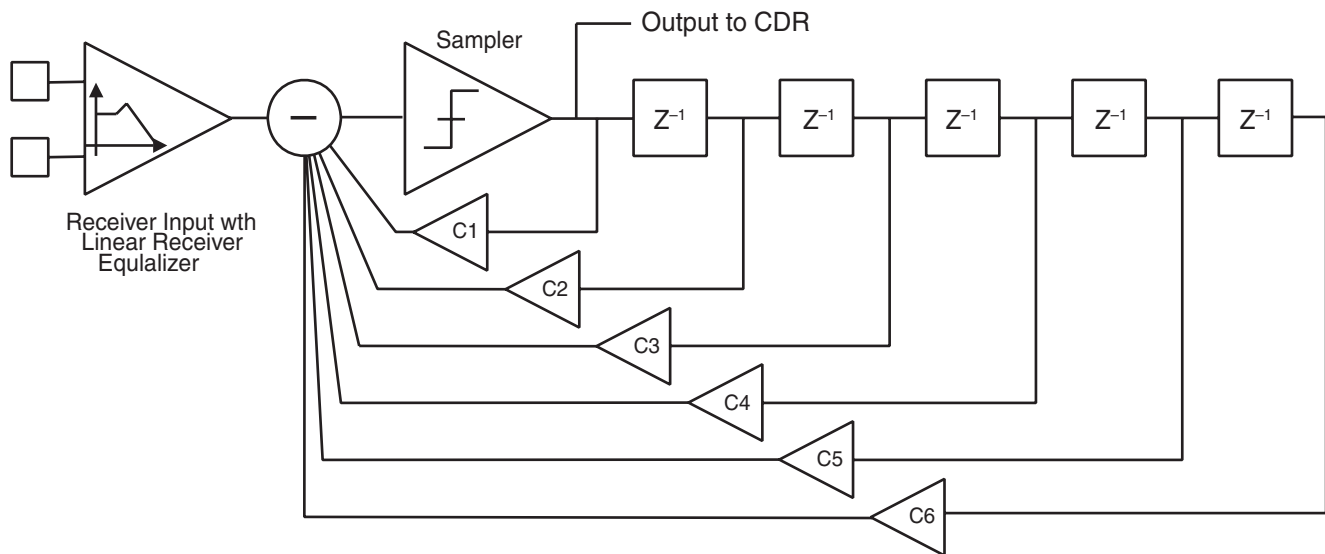 Output to CDR
Sampler
Z⁻¹ Z⁻¹ Z⁻¹ Z⁻¹ Z⁻¹
−
Receiver Input wth
Linear Receiver
Equlalizer
C1
C2
C3
C4
C5
C6